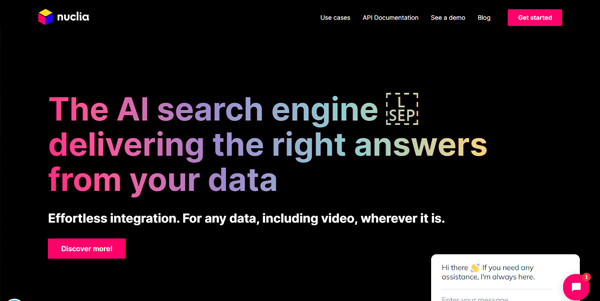 nuclia
Use cases API Documentation See a demo Blog Get started
The AI search engine L SEP
delivering the right answers
from your data
Effortless integration. For any data, including video, wherever it is.
Discover more!
Hi there 👋 If you need any
assistance, I'm always here.
1
Enter your message